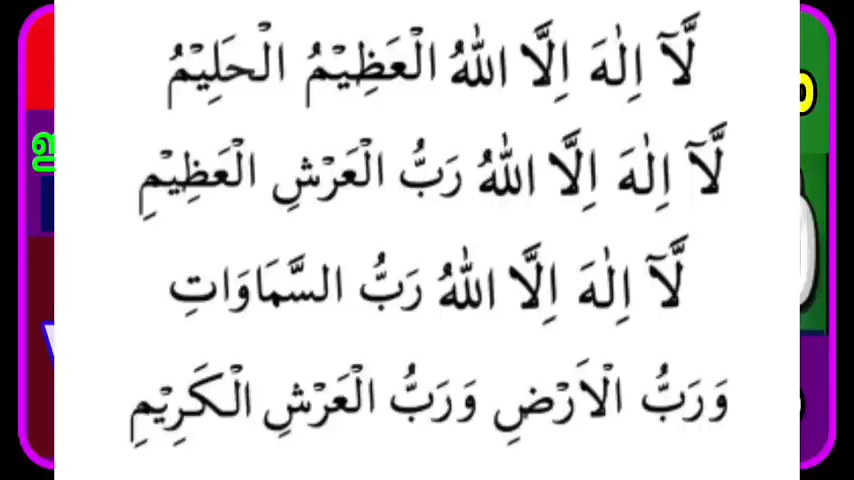 لَّآ اِلٰهَ اِلَّا اللّٰهُ الْعَظِيْمُ الْحَلِيْمُ
لَّآ اِلٰهَ اِلَّا اللّٰهُ رَبُّ الْعَرْشِ الْعَظِيْمِ
لَّآ اِلٰهَ اِلَّا اللّٰهُ رَبُّ السَّمَاوَاتِ
وَرَبُّ الْاَرْضِ وَرَبُّ الْعَرْشِ الْكَرِيْمِ